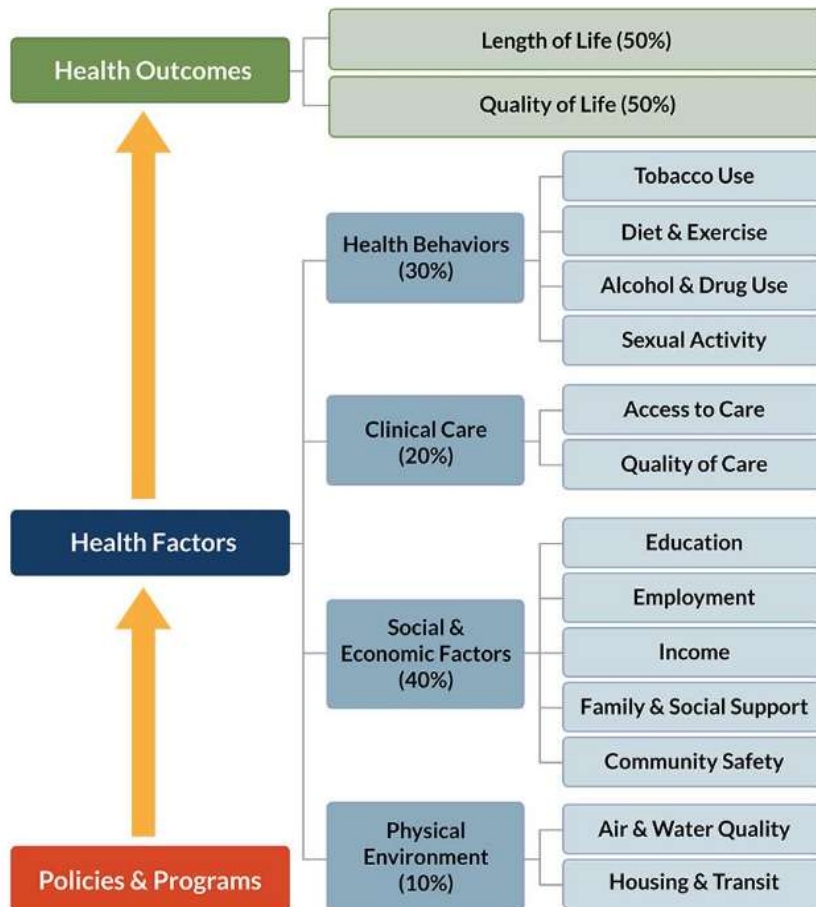 Health Outcomes
Length of Life (50%)
Quality of Life (50%)
Health Factors
Health Behaviors
(30%)
Tobacco Use
Diet & Exercise
Alcohol & Drug Use
Sexual Activity
Clinical Care
(20%)
Access to Care
Quality of Care
Social &
Economic Factors
(40%)
Education
Employment
Income
Family & Social Support
Community Safety
Physical
Environment
(10%)
Air & Water Quality
Housing & Transit
Policies & Programs